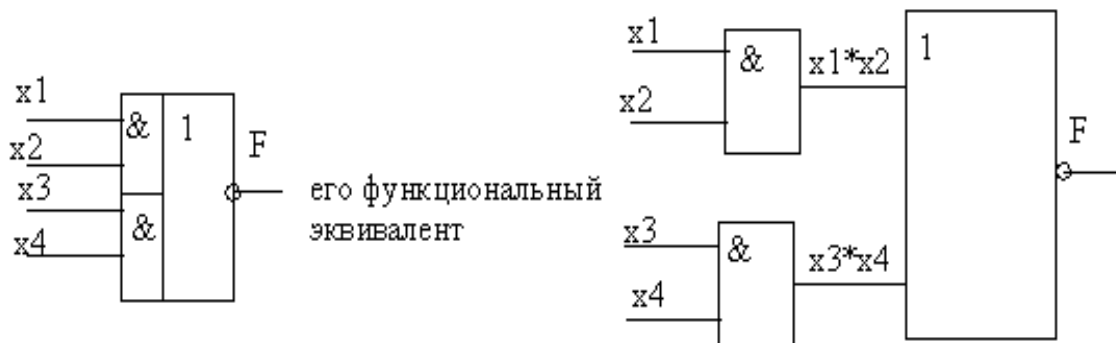 x1
x2
x3
x4
&
&
1
F
его функциональный
эквивалент
x1
x2
&
x1*x2
x3
x4
&
x3*x4
1
F